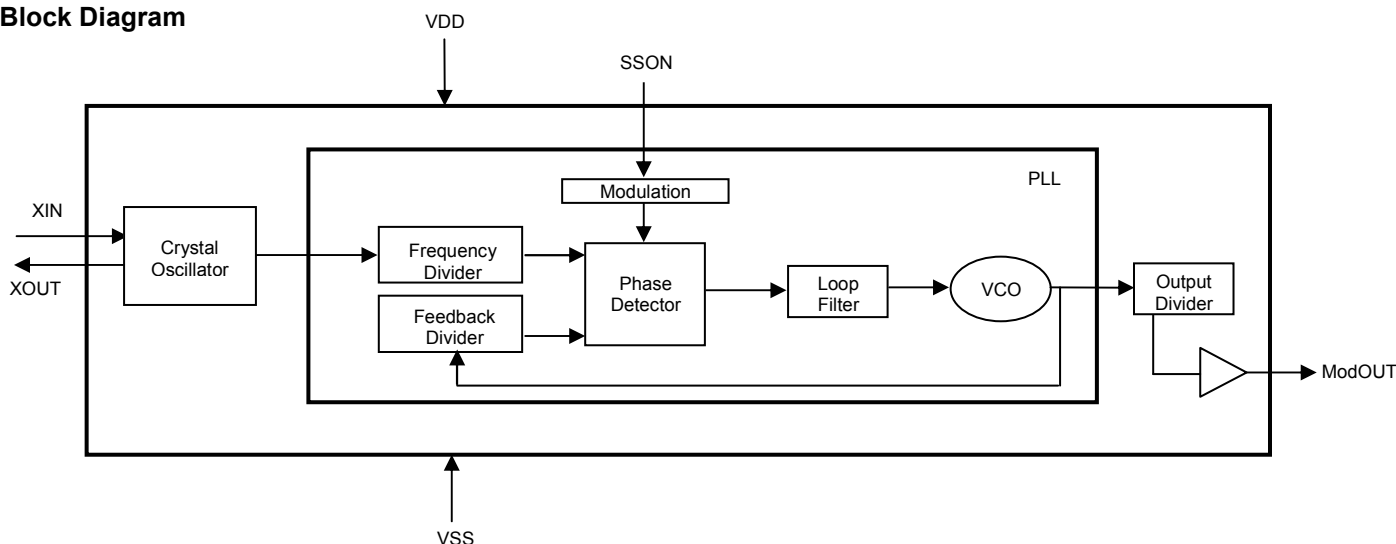 Block Diagram
VDD
SSON
PLL
Modulation
XIN
XOUT
Crystal
Oscillator
Frequency
Divider
Feedback
Divider
Phase
Detector
Loop
Filter
VCO
Output
Divider
ModOUT
VSS